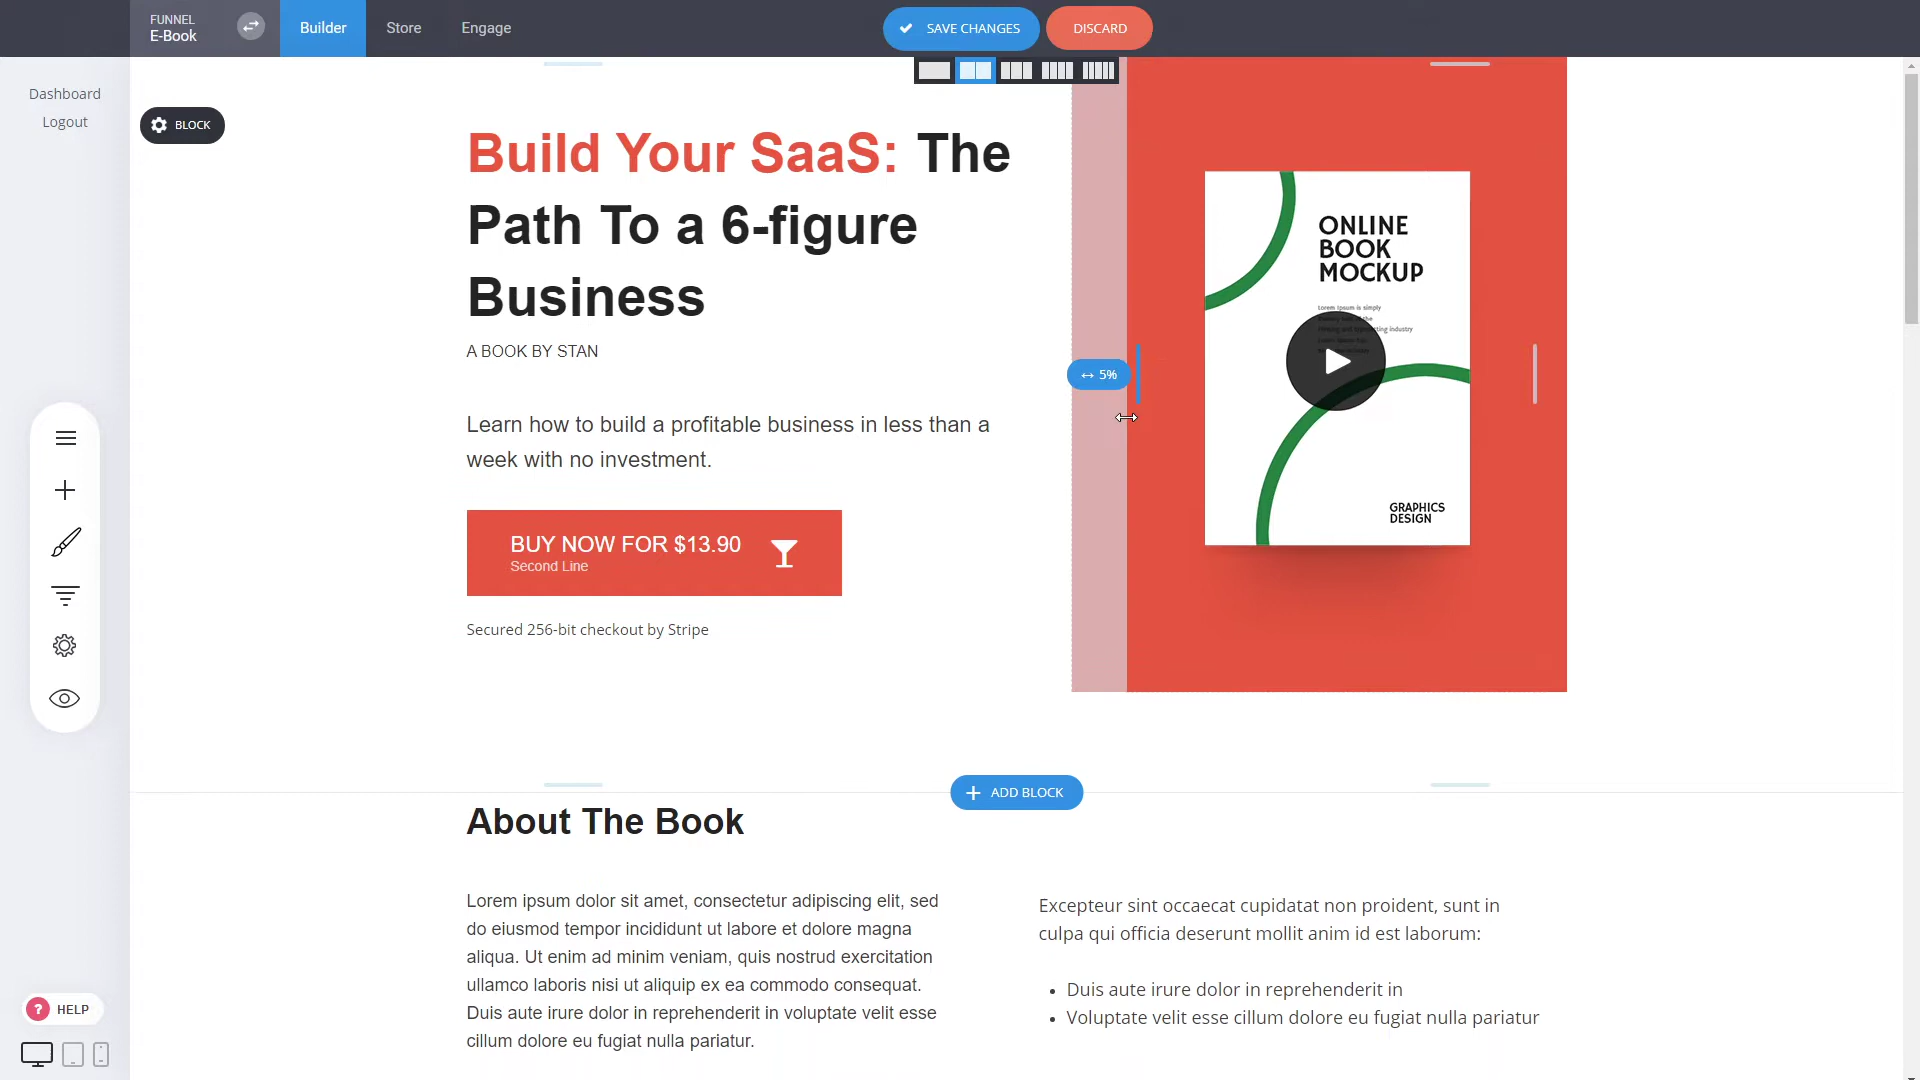 FUNNEL
E-Book
Builder
Store
Engage
SAVE CHANGES
DISCARD
Dashboard
Logout
BLOCK
Build Your SaaS: The
Path To a 6-figure
Business
A BOOK BY STAN
Learn how to build a profitable business in less than a
week with no investment.
BUY NOW FOR $13.90
Second Line
Secured 256-bit checkout by Stripe
5%
ONLINE
BOOK
MOCKUP
Lorem Ipsum is simply
GRAPHICS
DESIGN
ADD BLOCK
About The Book
Lorem ipsum dolor sit amet, consectetur adipiscing elit, sed
do eiusmod tempor incididunt ut labore et dolore magna
aliqua. Ut enim ad minim veniam, quis nostrud exercitation
ullamco laboris nisi ut aliquip ex ea commodo consequat.
Duis aute irure dolor in reprehenderit in voluptate velit esse
cillum dolore eu fugiat nulla pariatur.
Excepteur sint occaecat cupidatat non proident, sunt in
culpa qui officia deserunt mollit anim id est laborum:
• Duis aute irure dolor in reprehenderit in
• Voluptate velit esse cillum dolore eu fugiat nulla pariatur
? HELP